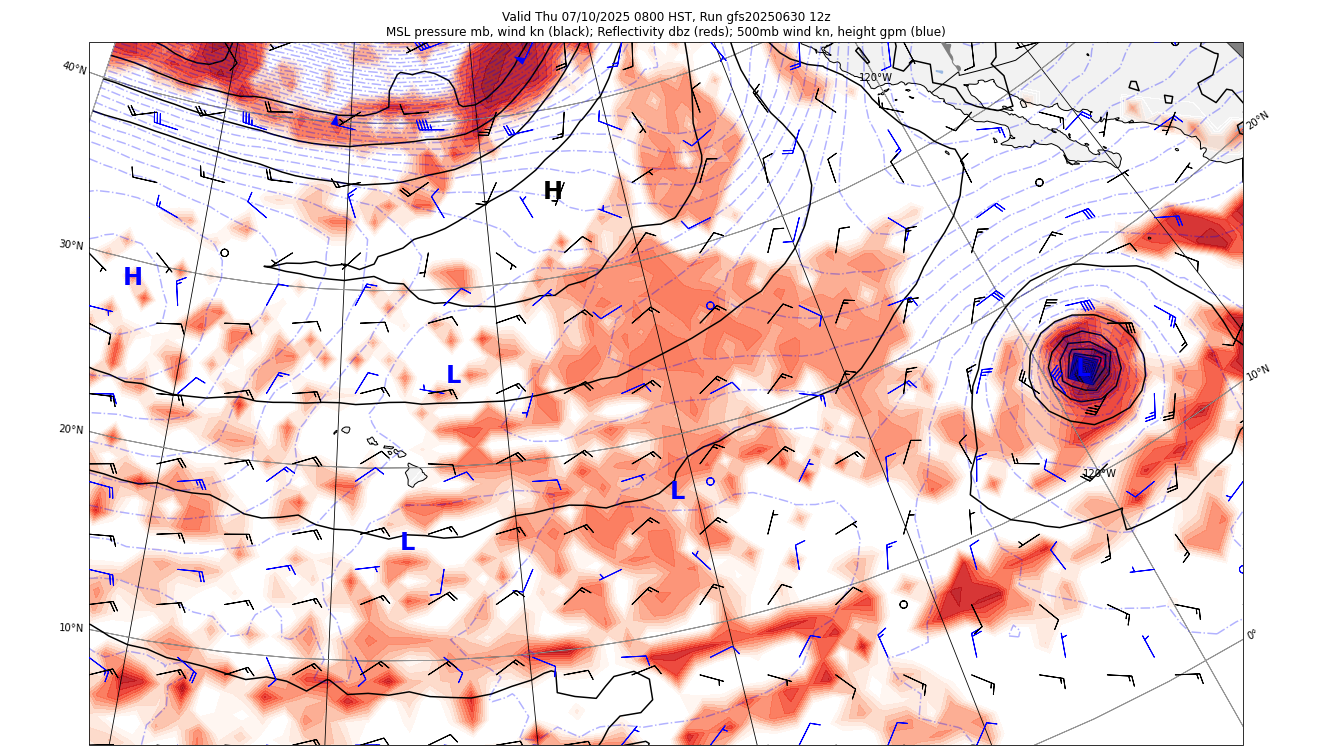 Valid Thu 07/10/2025 0800 HST, Run gfs20250630 12z
MSL pressure mb, wind kn (black); Reflectivity dbz (reds); 500mb wind kn, height gpm (blue)
40°N
120°W
20°N
H
30°N
H
L
L
10°N
20°N
120°W
L
L
10°N
0°